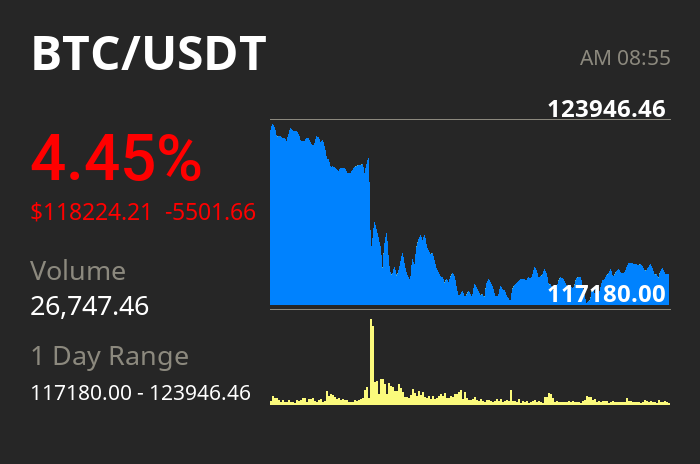 BTC/USDT
AM 08:55
123946.46
4.45%
$118224.21 -5501.66
Volume
26,747.46
117180.00
1 Day Range
117180.00 - 123946.46